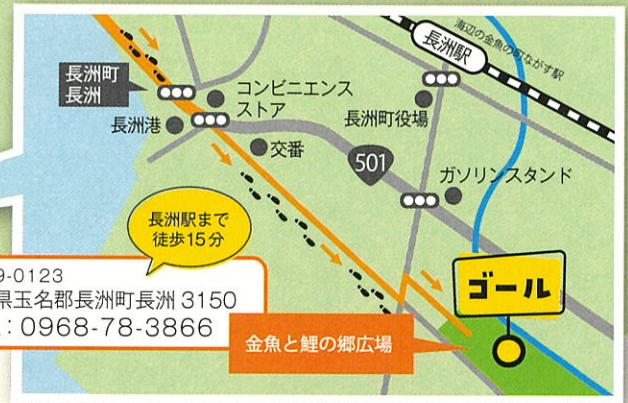 海辺の金魚の町ながす駅
長洲駅
長洲町
長洲
コンビニエンス
ストア
長洲町役場
長洲港
交番
501
ガソリンスタンド
長洲駅まで
徒歩15分
9-0123
県玉名郡長洲町長洲 3150
: 0968-78-3866
ゴール
金魚と鯉の郷広場